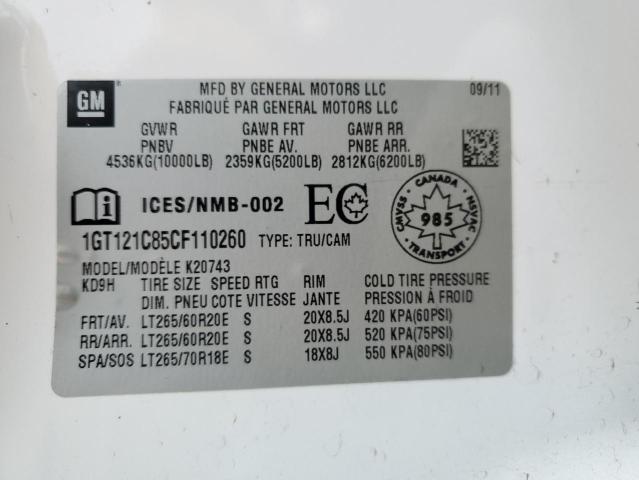 GM
MFD BY GENERAL MOTORS LLC 09/11
FABRIQUÉ PAR GENERAL MOTORS LLC
GVWR GAWR FRT GAWR RR
PNBV PNBE AV. PNBE ARR.
4536KG(10000LB) 2359KG(5200LB) 2812KG(6200LB)
i ICES/NMB-002 EC CANADA CMVSS NSVAC 985 TRANSPORT
1GT121C85CF110260 TYPE: TRU/CAM
MODEL/MODÈLE K20743
KD9H TIRE SIZE SPEED RTG RIM COLD TIRE PRESSURE
DIM. PNEU COTE VITESSE JANTE PRESSION À FROID
FRT/AV. LT265/60R20E S 20X8.5J 420 KPA(60PSI)
RR/ARR. LT265/60R20E S 20X8.5J 520 KPA(75PSI)
SPA/SOS LT265/70R18E S 18X8J 550 KPA(80PSI)